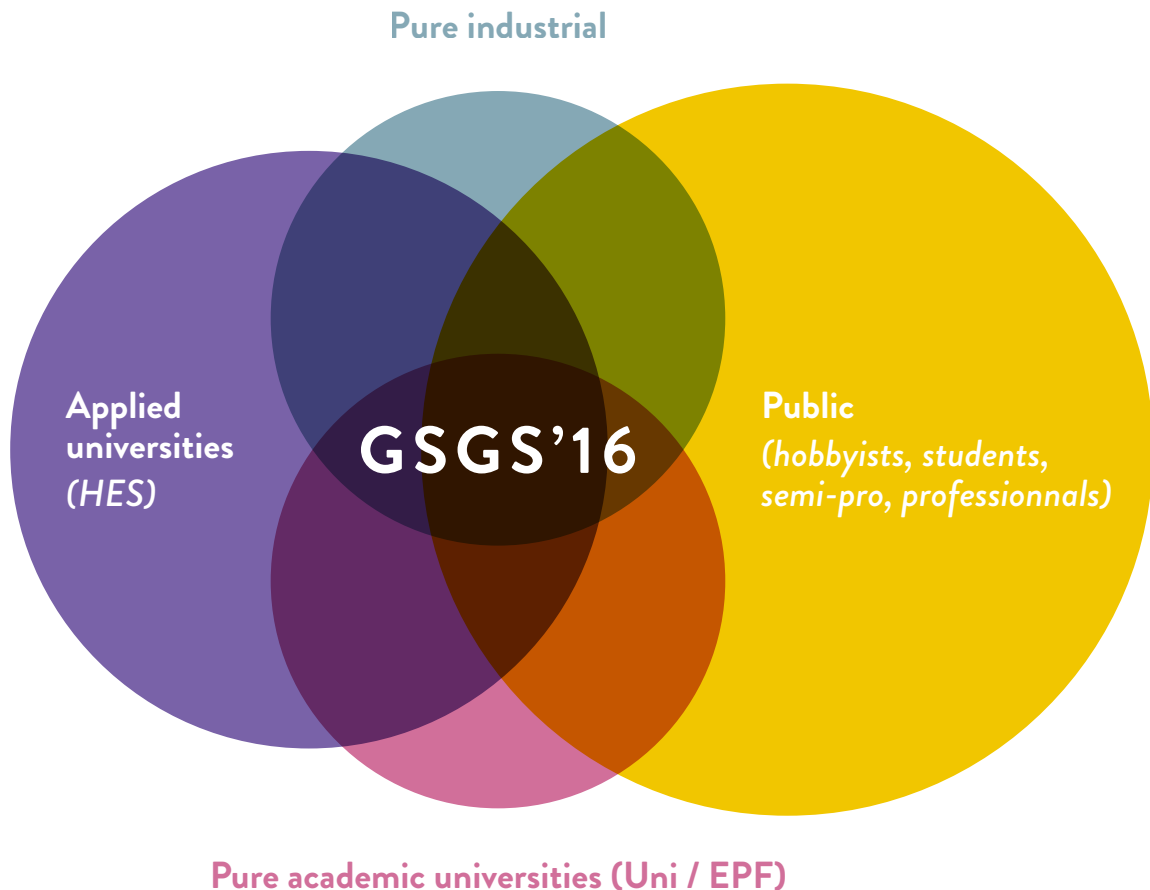 Pure industrial
Applied
universities
(HES)
GSGS’16
Public
(hobbyists, students,
semi-pro, professionnals)
Pure academic universities (Uni / EPF)